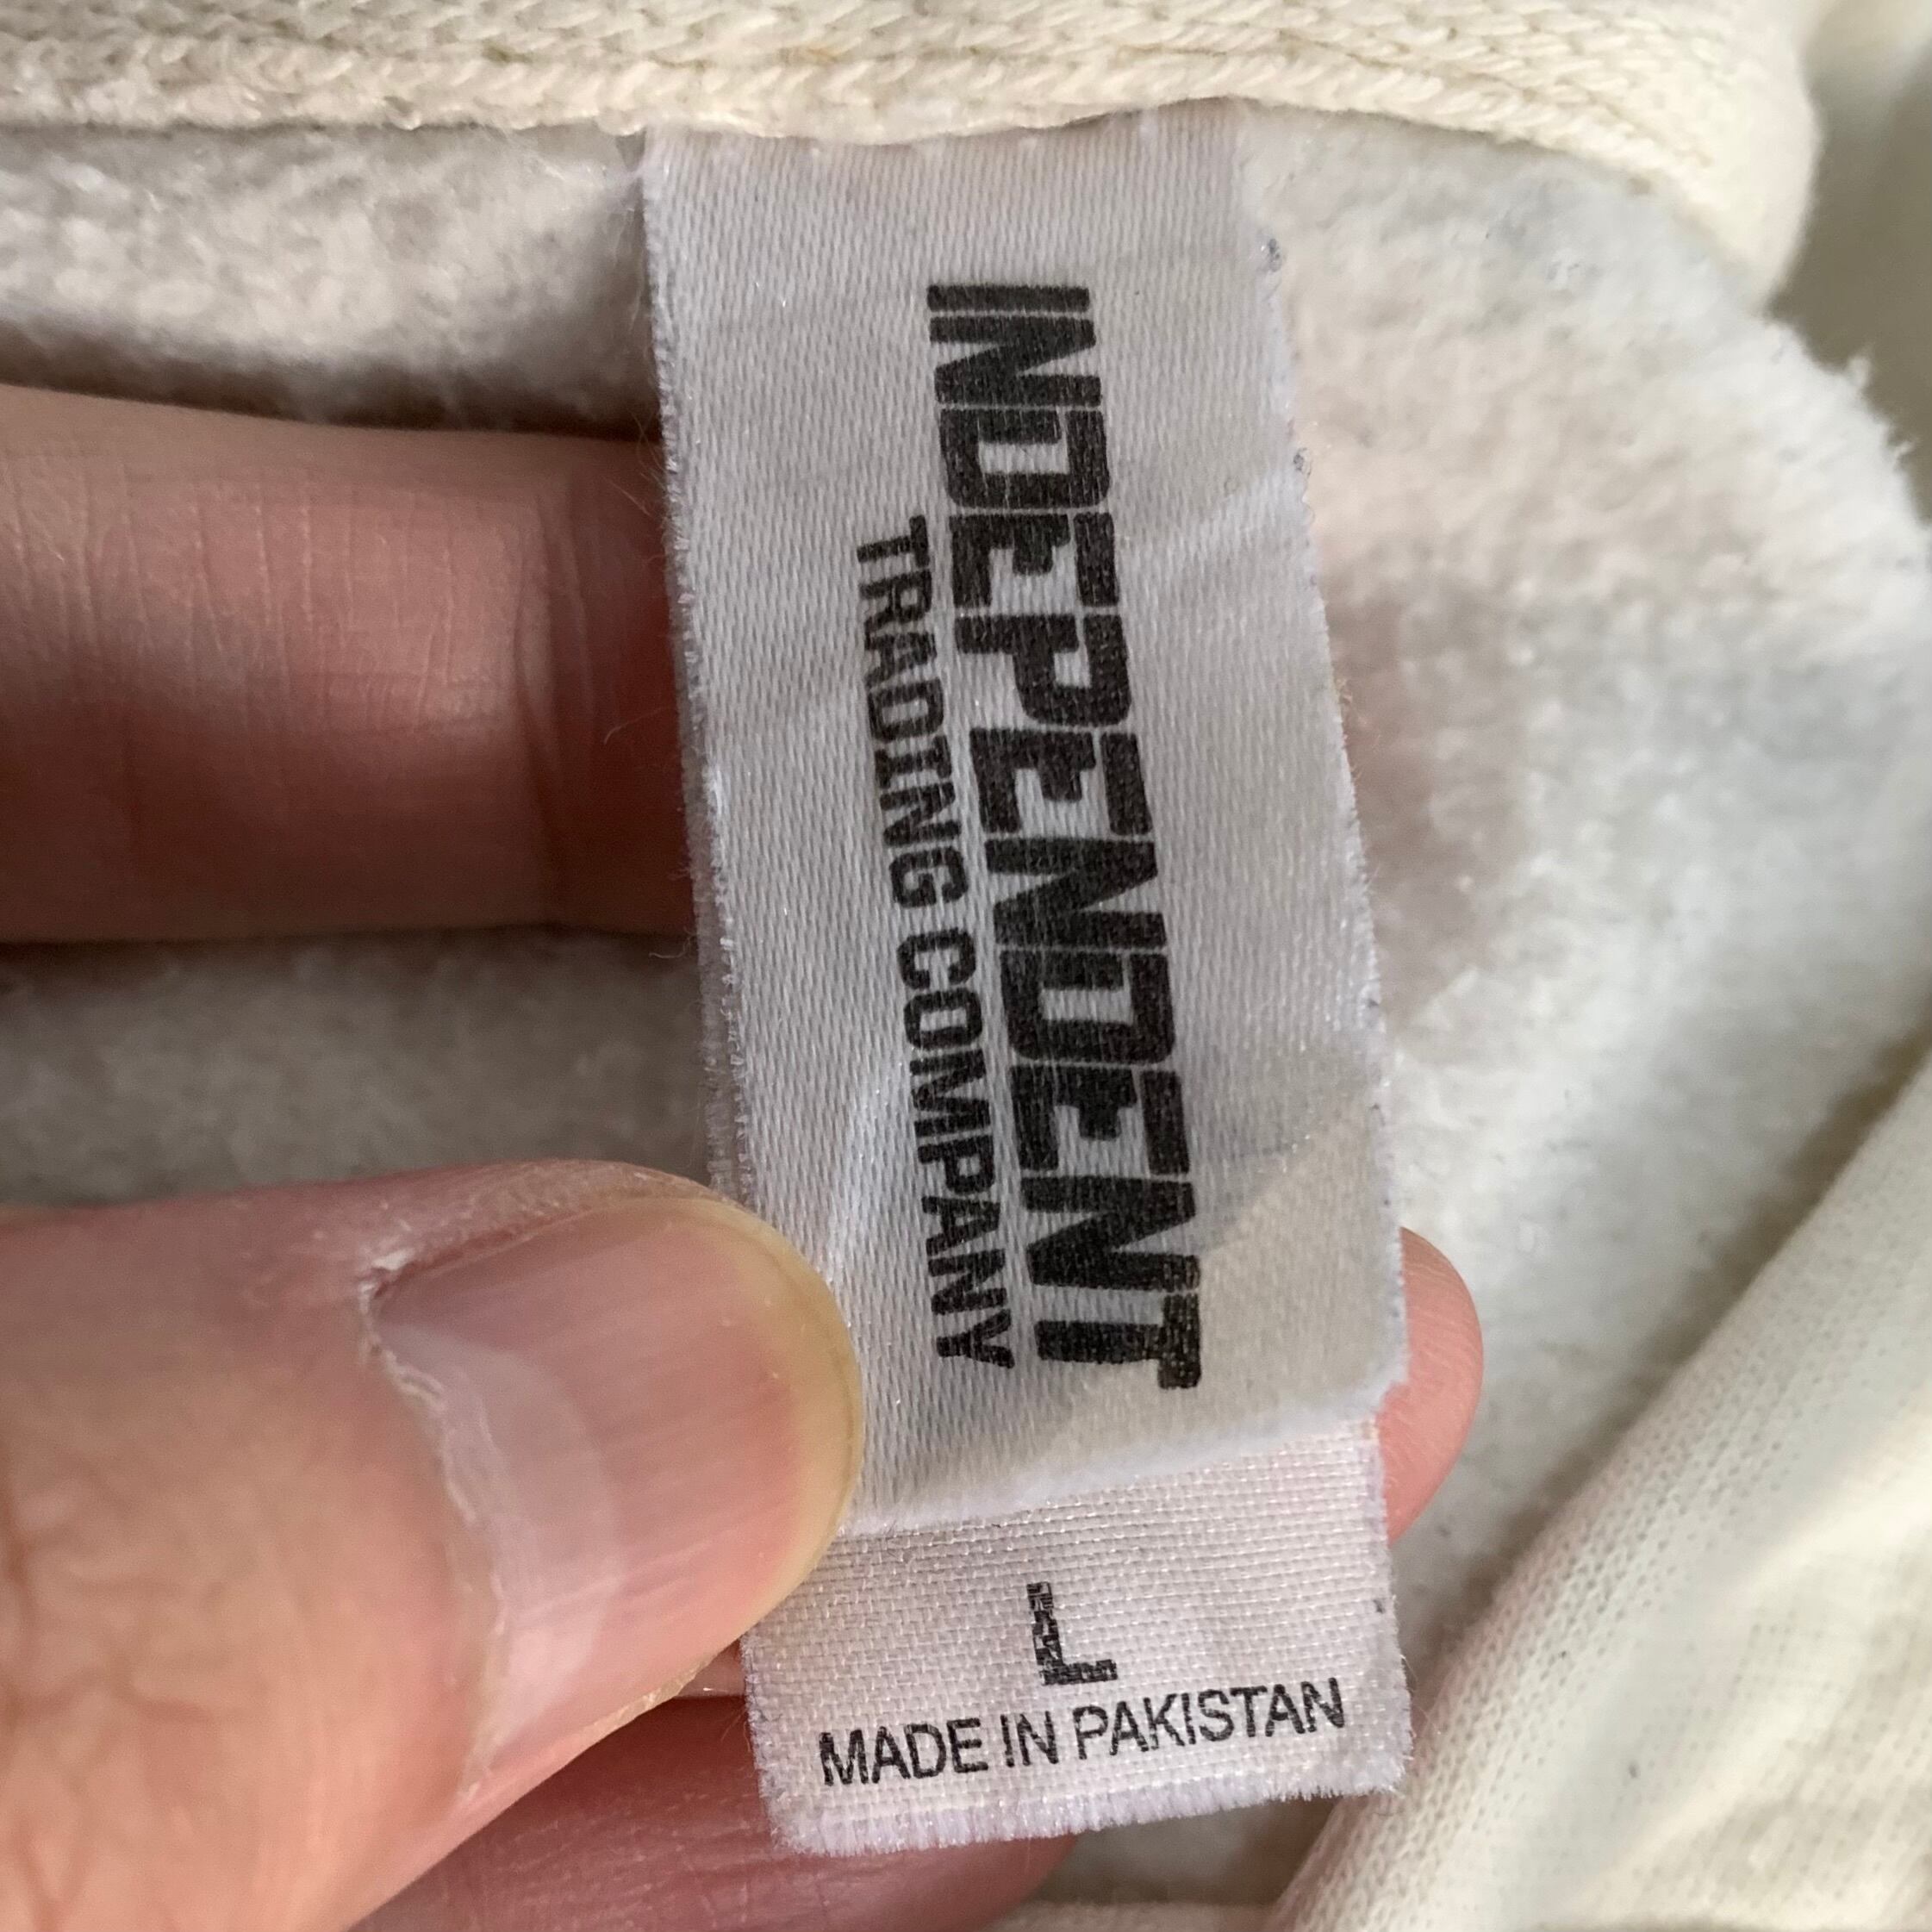 INDEPENDENT
TRADING COMPANY
L
MADE IN PAKISTAN